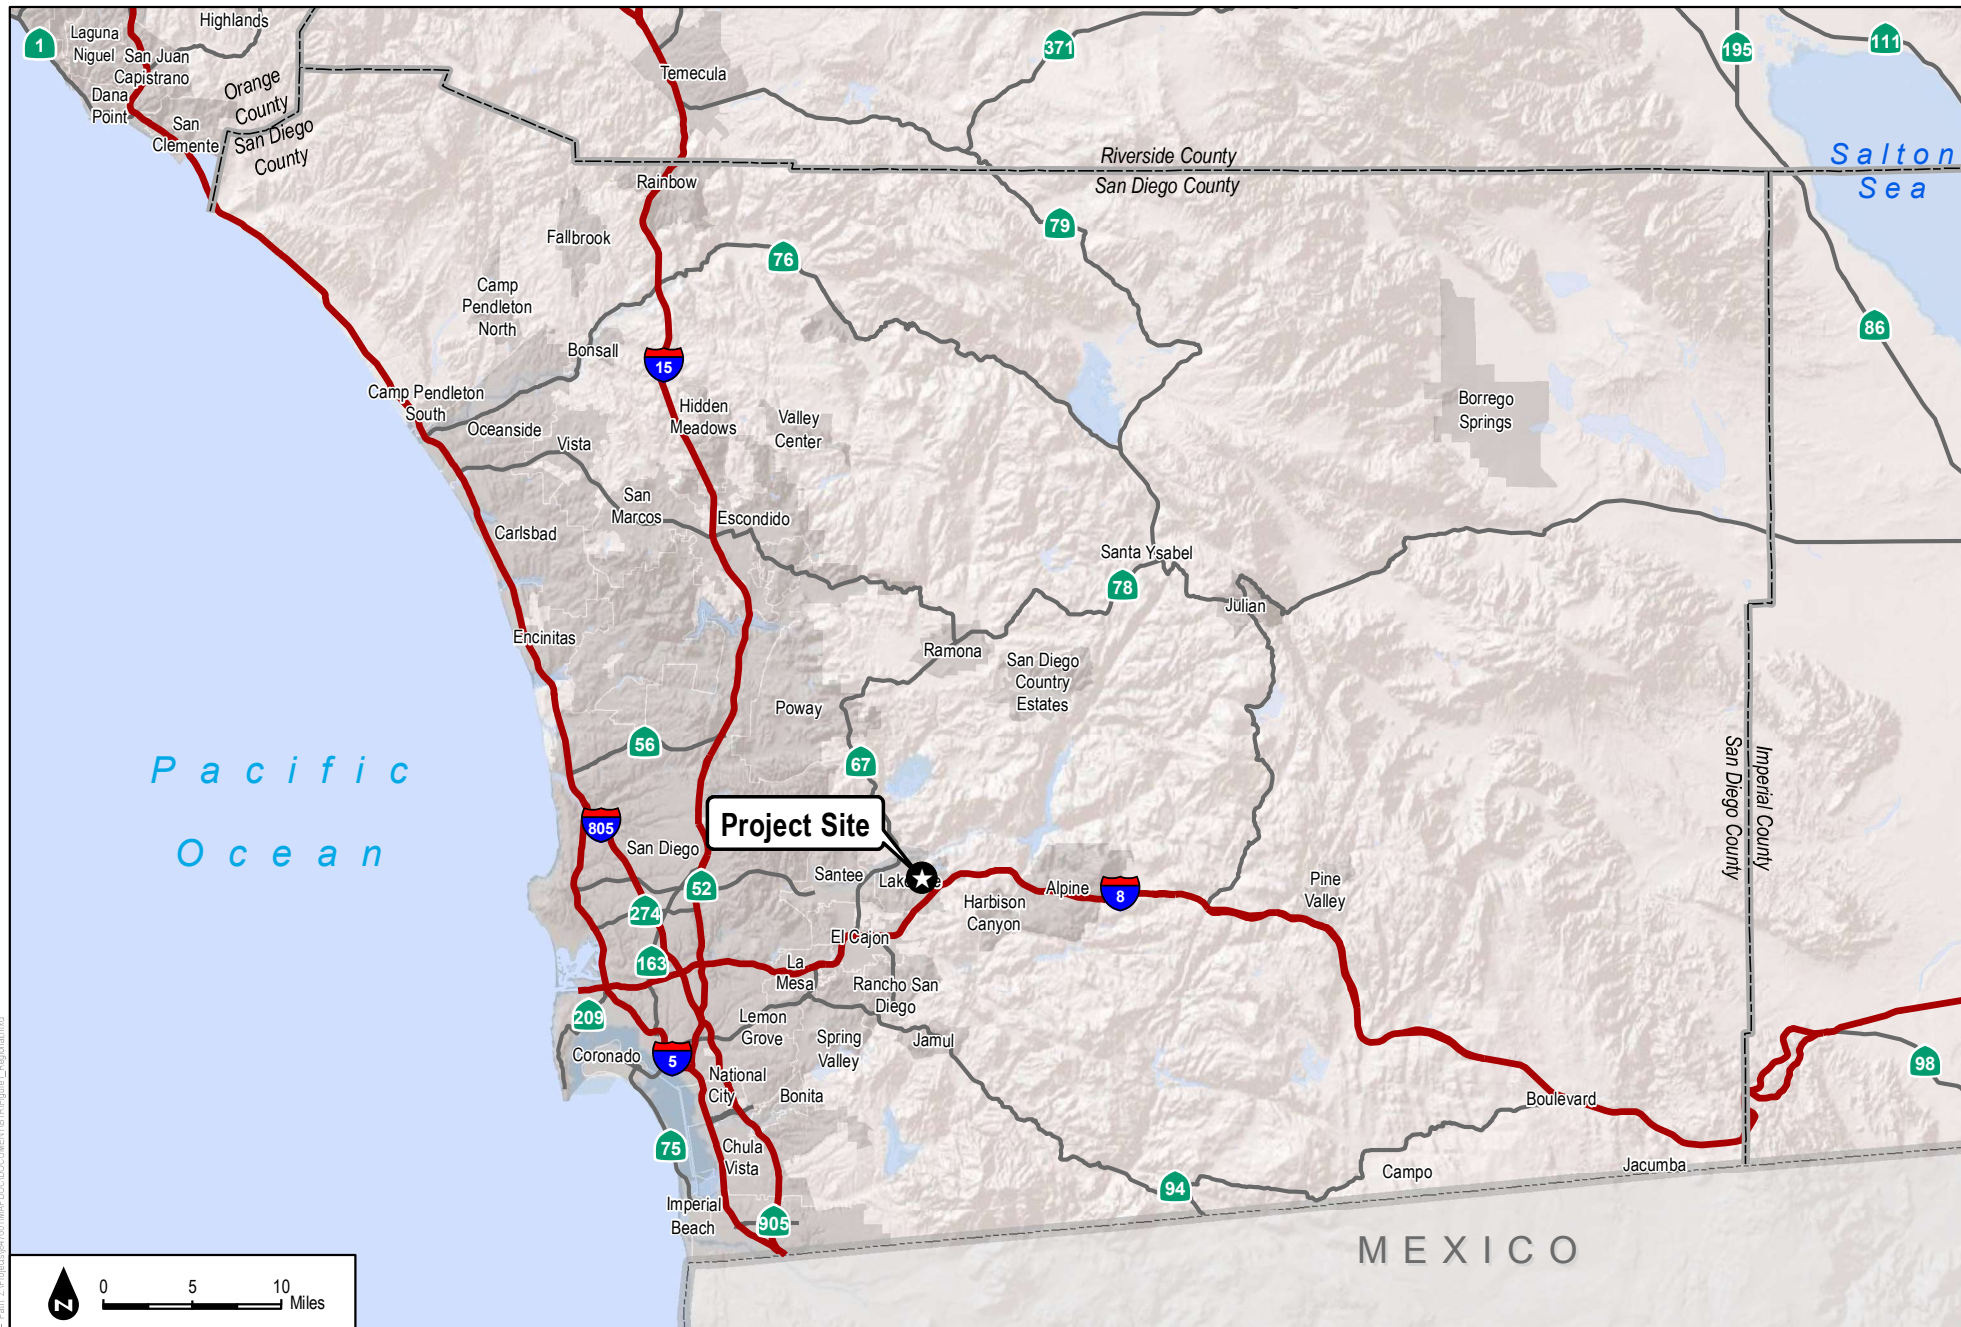 Highlands
Laguna
Niguel
San Juan
Capistrano
1
Dana
Point
San
Clemente
Orange
County
San Diego
County
Temecula
371
195
111
Salton
Sea
Riverside County
San Diego County
Rainbow
79
Fallbrook
76
Camp
Pendleton
North
86
Bonsall
15
Camp Pendleton
South
Hidden
Meadows
Valley
Center
Borrego
Springs
Oceanside
Vista
San
Marcos
Escondido
Carlsbad
Santa Ysabel
78
Julian
Encinitas
Ramona
San Diego
Country
Estates
Poway
56
67
Pacific
Ocean
San Diego County
Imperial County
805
Project Site
San Diego
Santee
52
274
163
Alpine
8
Pine
Valley
Harbison
Canyon
El Cajon
La
Mesa
Rancho San
Diego
209
Lemon
Grove
Spring
Valley
Jamul
Coronado
5
National
City
Bonita
98
Boulevard
75
Chula
Vista
Jacumba
Campo
94
Imperial
Beach
905
MEXICO
N
0 5 10
Miles